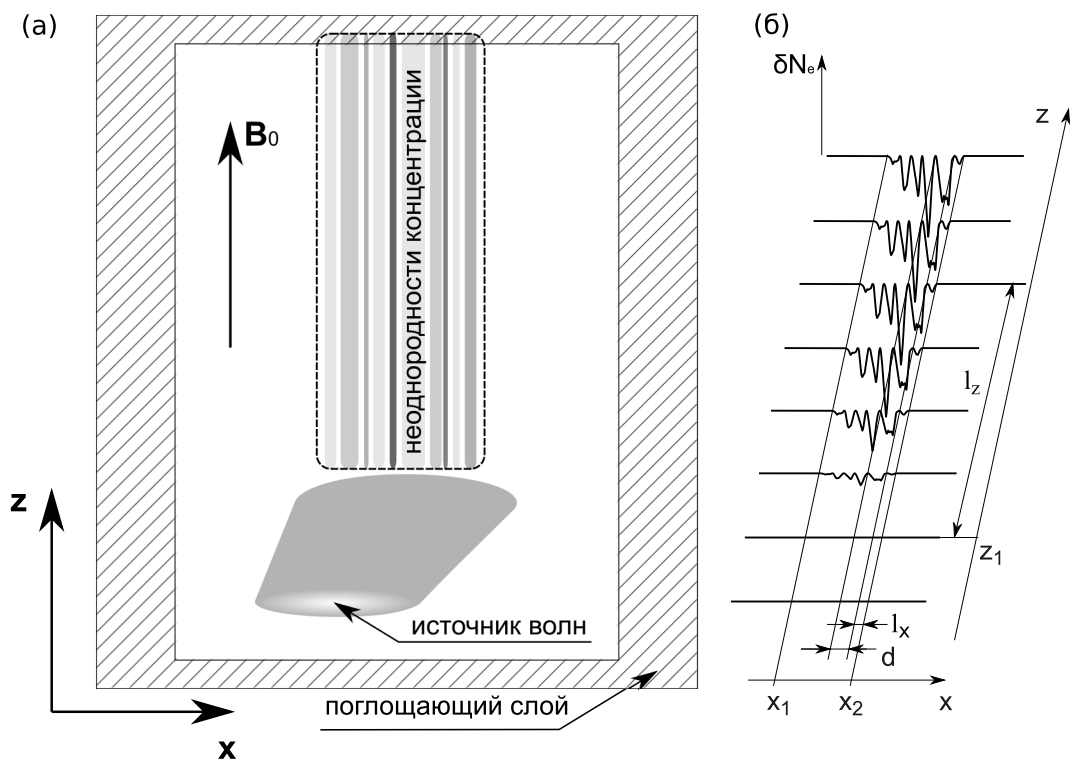 (а)
B0
неоднородности концентрации
z
источник волн
поглощающий слой
x
(б)
δNe
z
lz
z1
lx
d
x1
x2
x